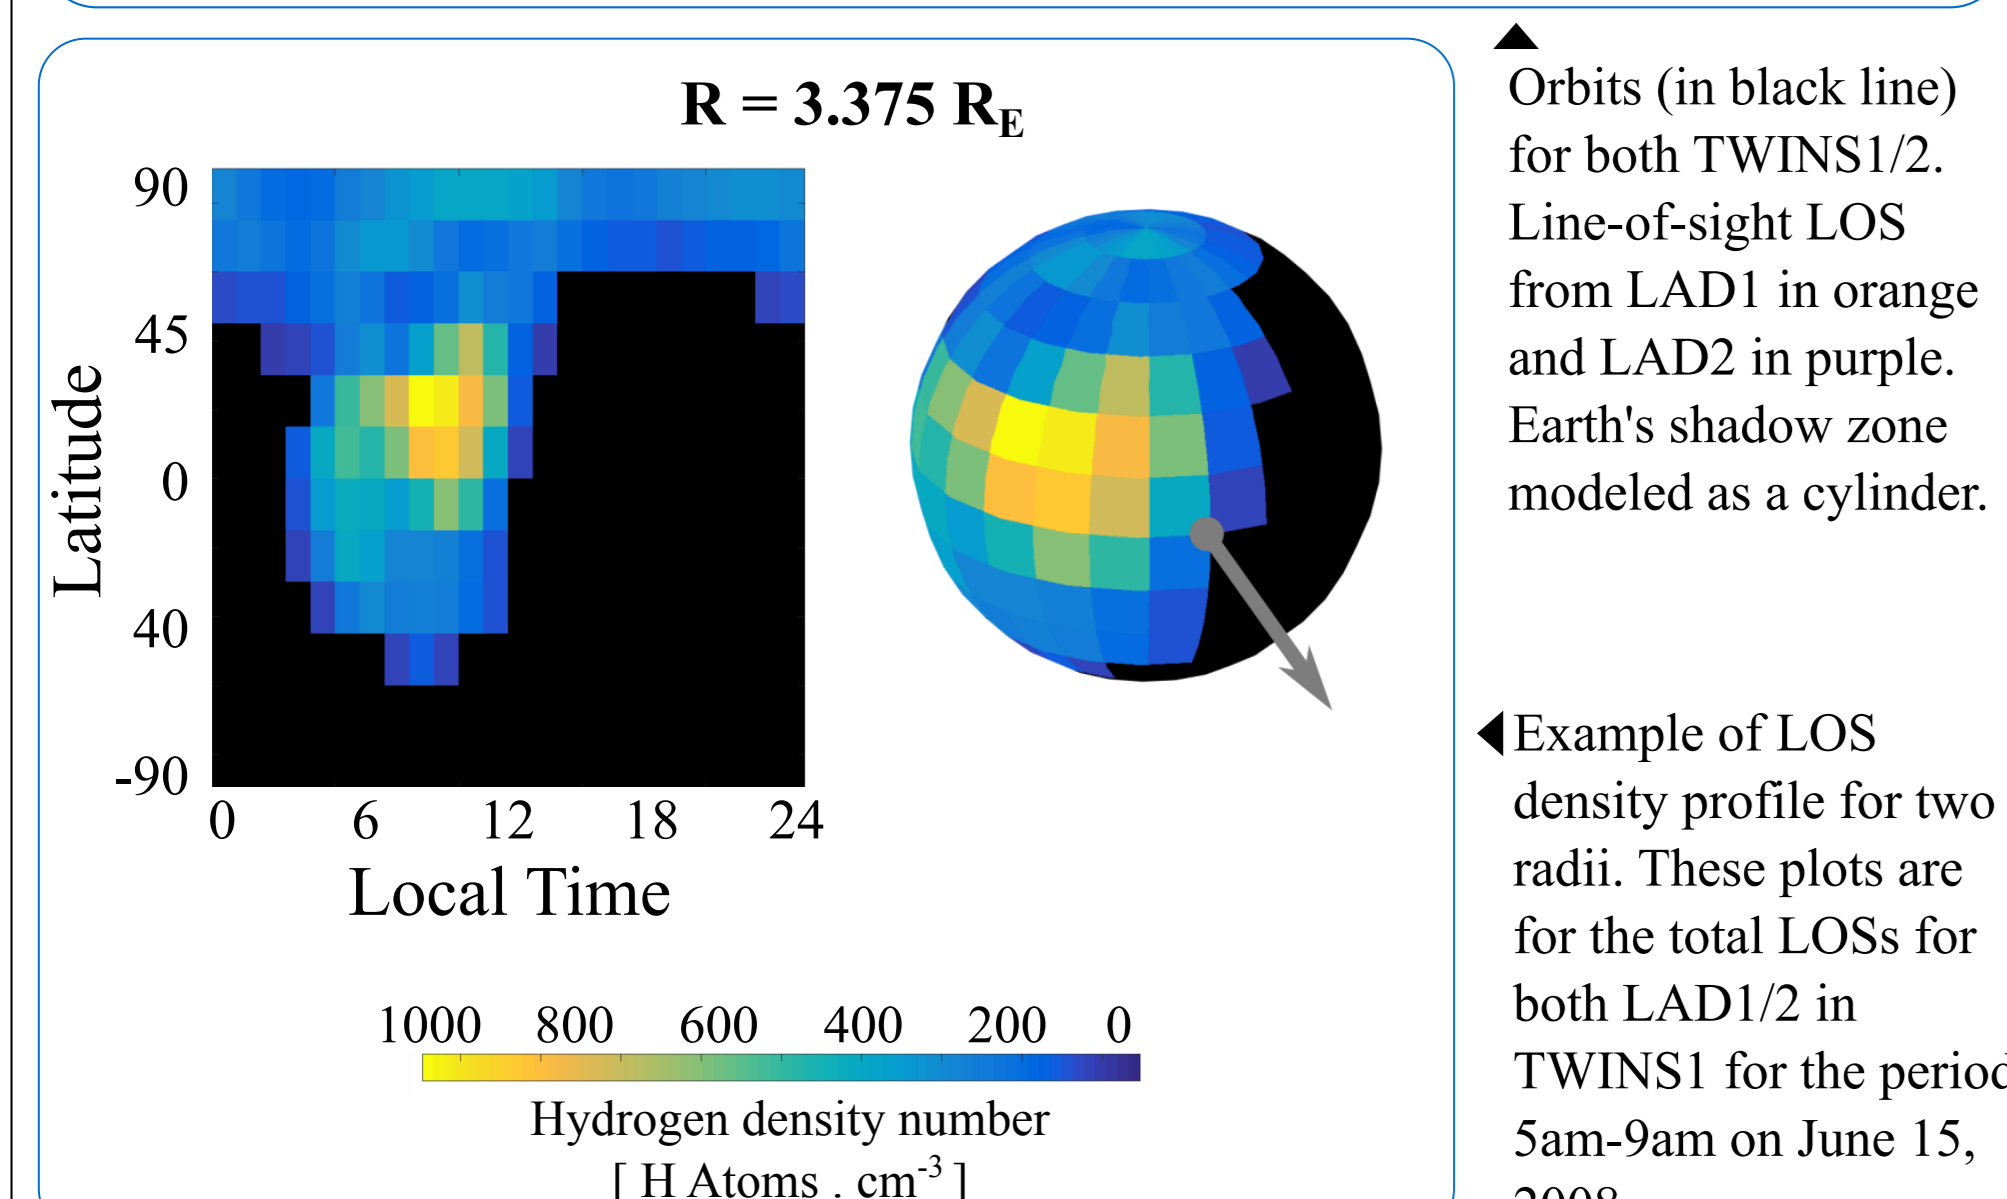 R = 3.375 R_E
90
45
0
40
-90
Latitude
0 6 12 18 24
Local Time
1000 800 600 400 200 0
Hydrogen density number
[ H Atoms . cm^-3 ]
Orbits (in black line)
for both TWINS1/2.
Line-of-sight LOS
from LAD1 in orange
and LAD2 in purple.
Earth's shadow zone
modeled as a cylinder.
Example of LOS
density profile for two
radii. These plots are
for the total LOSs for
both LAD1/2 in
TWINS1 for the period
5am-9am on June 15,
2008